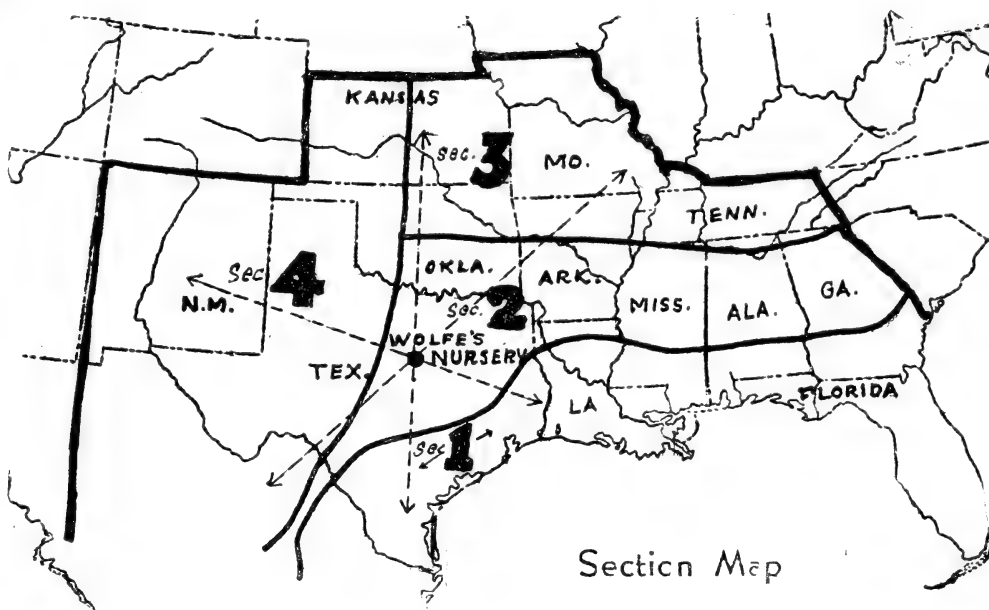 KANSAS
sec. 3
MO.
TENN.
sec. 4
N.M.
OKLA.
ARK.
sec. 2
MISS.
ALA.
GA.
WOLFE'S
NURSERY
TEX.
LA
FLORIDA
sec 1
Section Map